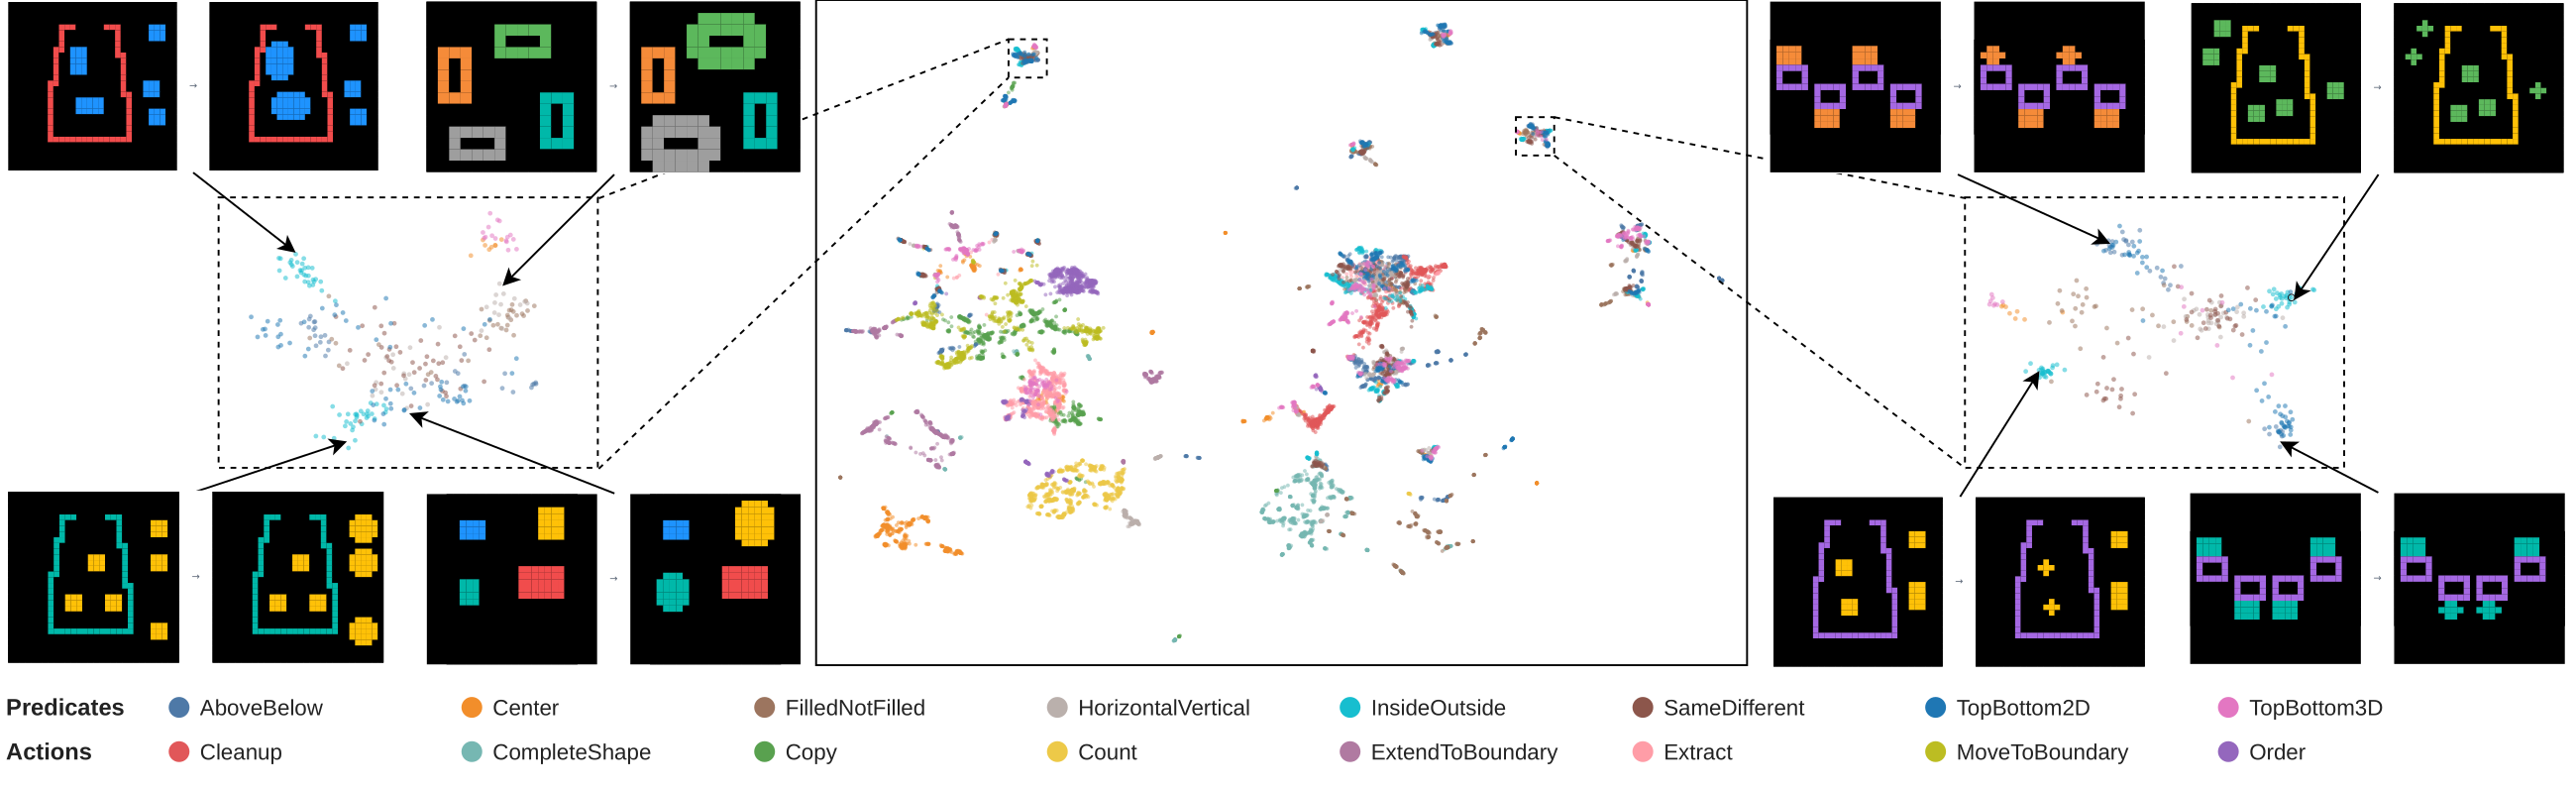 Predicates AboveBelow Center FilledNotFilled HorizontalVertical InsideOutside SameDifferent TopBottom2D TopBottom3D
Actions Cleanup CompleteShape Copy Count ExtendToBoundary Extract MoveToBoundary Order